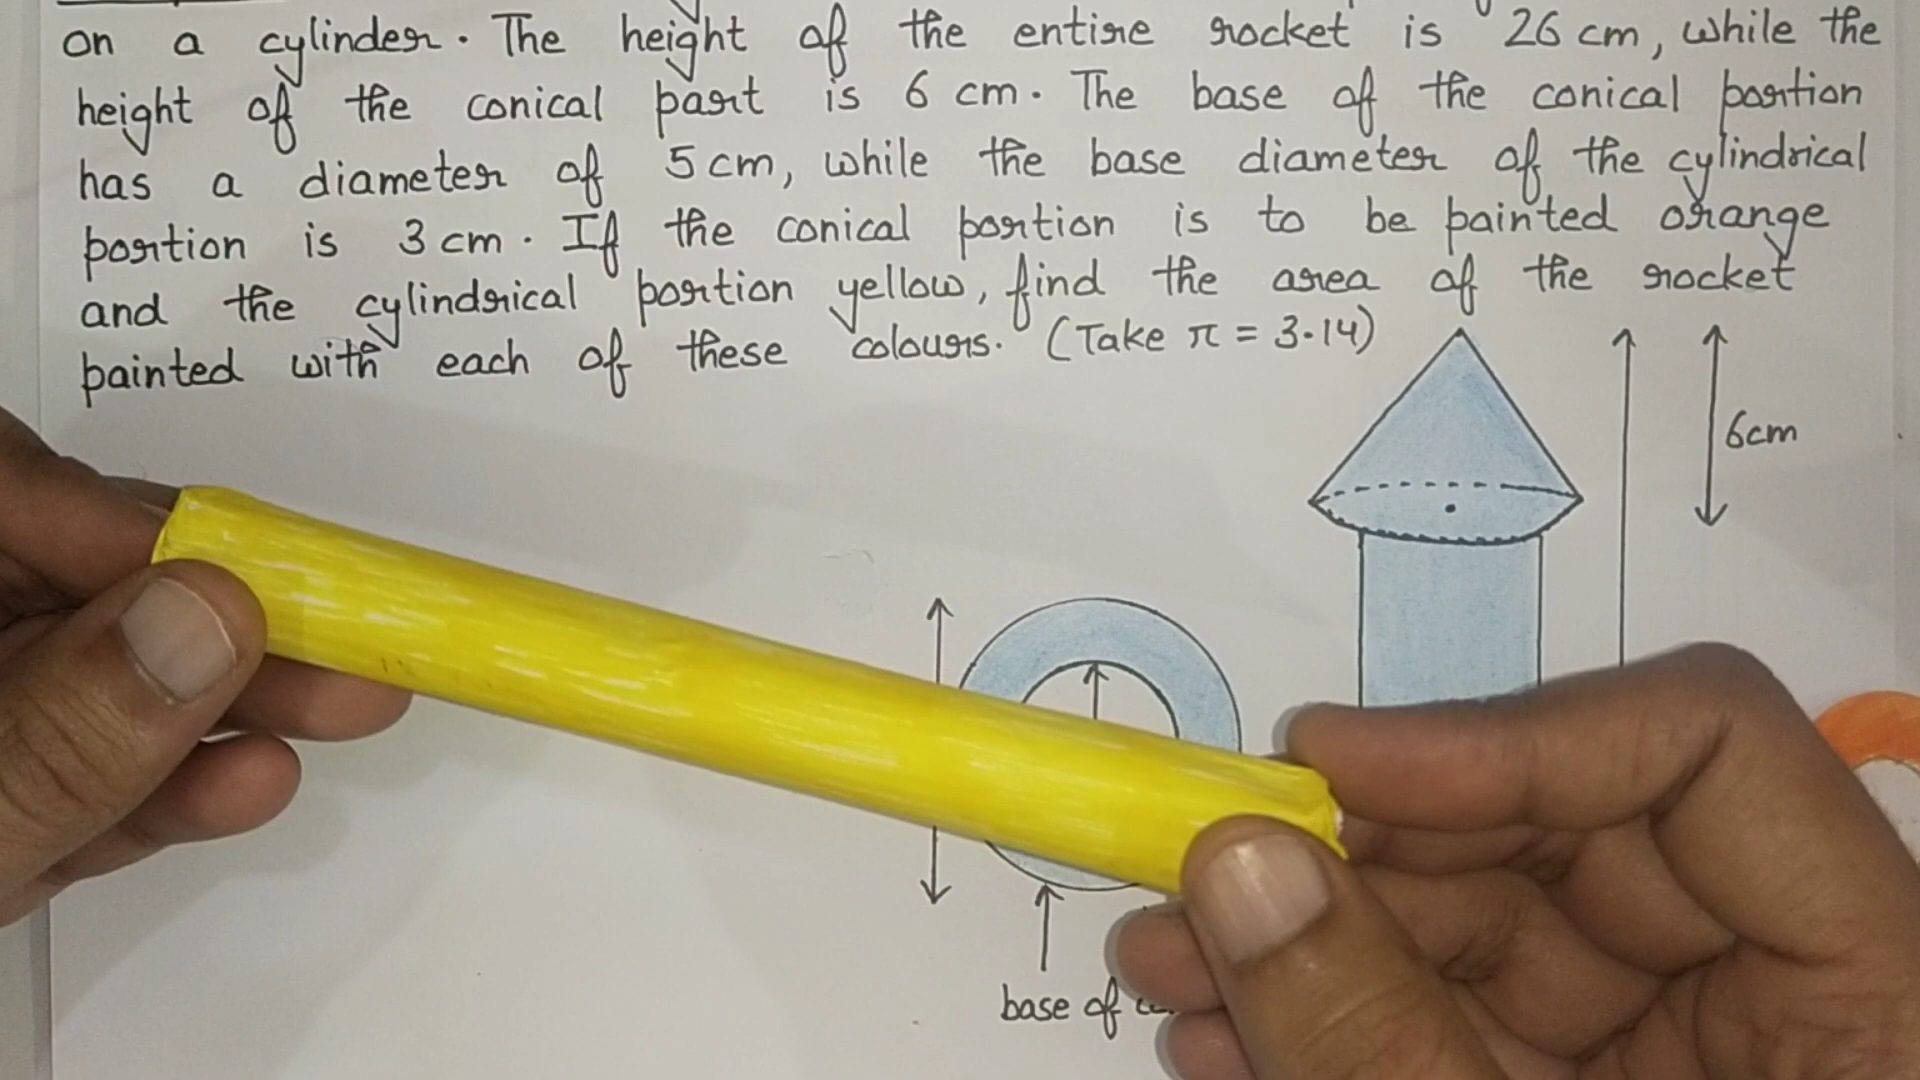 on a cylinder. The height of the entire rocket is 26 cm, while the
height of the conical part is 6 cm. The base of the conical portion
has a diameter of 5 cm, while the base diameter of the cylindrical
portion is 3 cm. If the conical portion is to be painted orange
and the cylindrical portion yellow, find the area of the rocket
painted with each of these colours. (Take π = 3.14)
6cm
base of